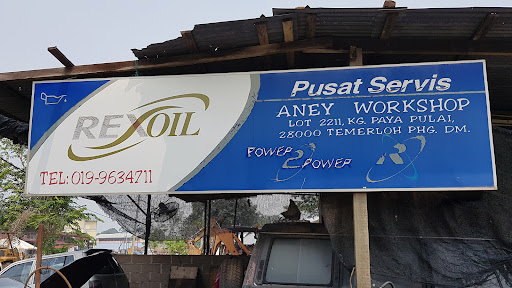 REXOIL
TEL: 019-9634711
Pusat Servis
ANEY WORKSHOP
LOT 2211, KG. PAYA PULAI,
28000 TEMERLOH PHG. DM.
POWER 2 POWER
R